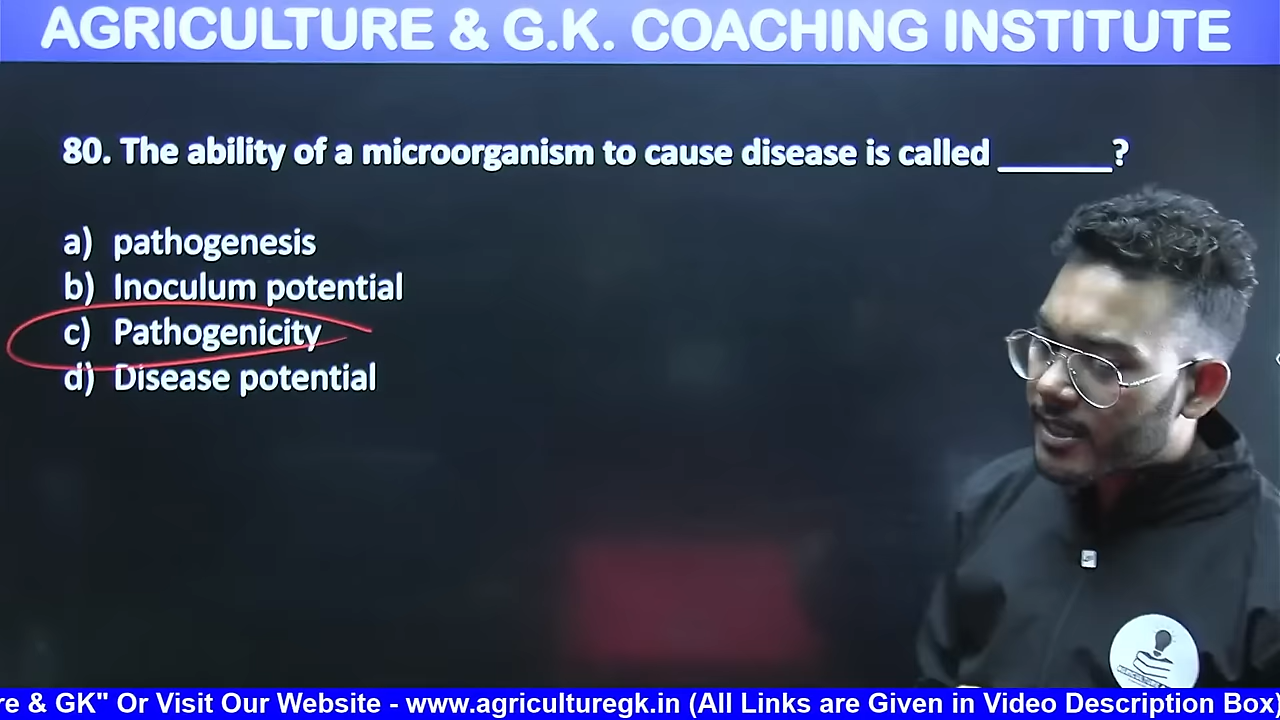 AGRICULTURE & G.K. COACHING INSTITUTE
80. The ability of a microorganism to cause disease is called ______?
a) pathogenesis
b) Inoculum potential
c) Pathogenicity
d) Disease potential
re & GK" Or Visit Our Website - www.agriculturegk.in (All Links are Given in Video Description Box)